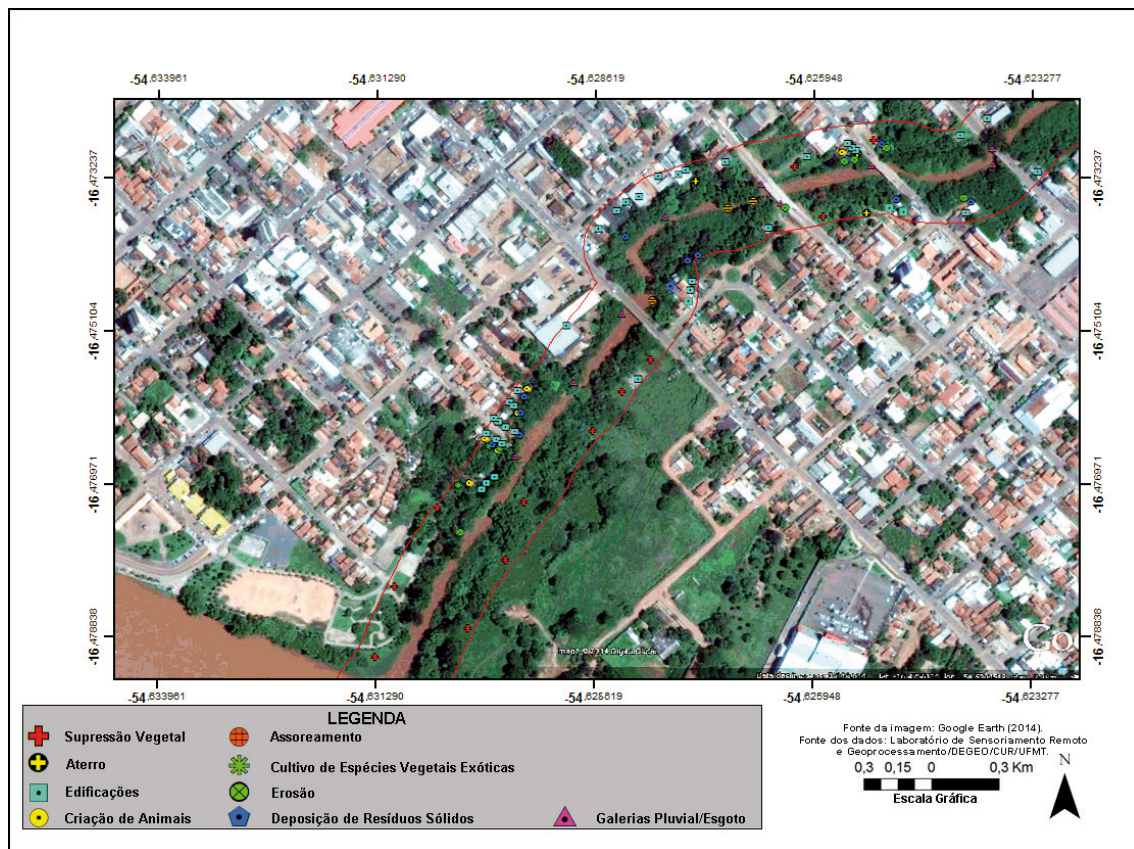 -54,633961 -54,631290 -54,628619 -54,625948 -54,623277
-16,473237 -16,473237
-16,475104 -16,475104
-16,476971 -16,476971
-16,478838 -16,478838
Goo
Image © 2014
-54,633961 -54,631290 -54,628619 -54,625948 -54,623277
LEGENDA
Supressão Vegetal
Aterro
Edificações
Criação de Animais
Assoreamento
Cultivo de Espécies Vegetais Exóticas
Erosão
Deposição de Resíduos Sólidos
Galerias Pluvial/Esgoto
Fonte da imagem: Google Earth (2014).
Fonte dos dados: Laboratório de Sensoriamento Remoto
e Geoprocessamento/DEGEO/CUR/UFMT.
0,3 0,15 0 0,3 Km
Escala Gráfica
N